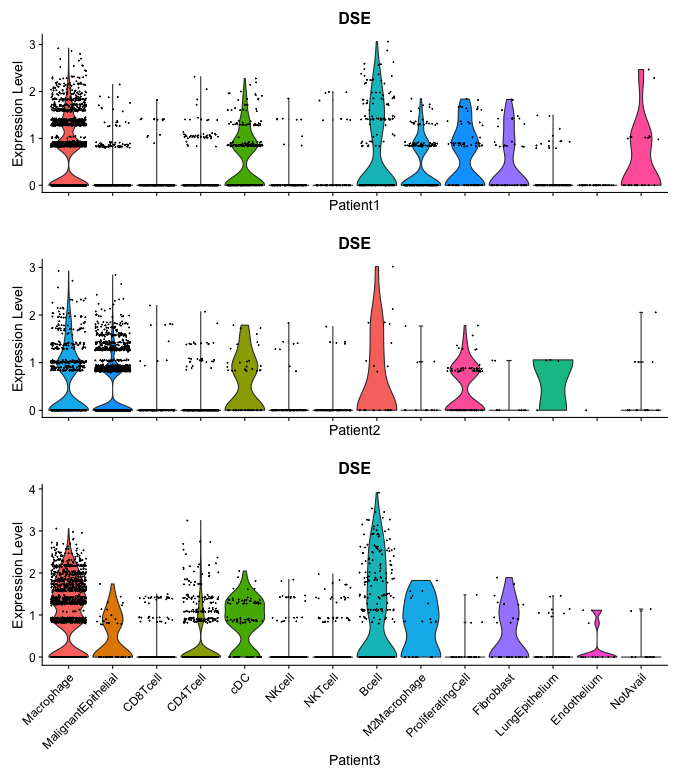 DSE
Expression Level
3
2
1
0
Patient1
DSE
Expression Level
3
2
1
0
Patient2
DSE
Expression Level
4
3
2
1
0
Macrophage
MalignantEpithelial
CD8Tcell
CD4Tcell
cDC
NKcell
NKTcell
Bcell
M2Macrophage
ProliferatingCell
Fibroblast
LungEpithelium
Endothelium
NotAvail
Patient3